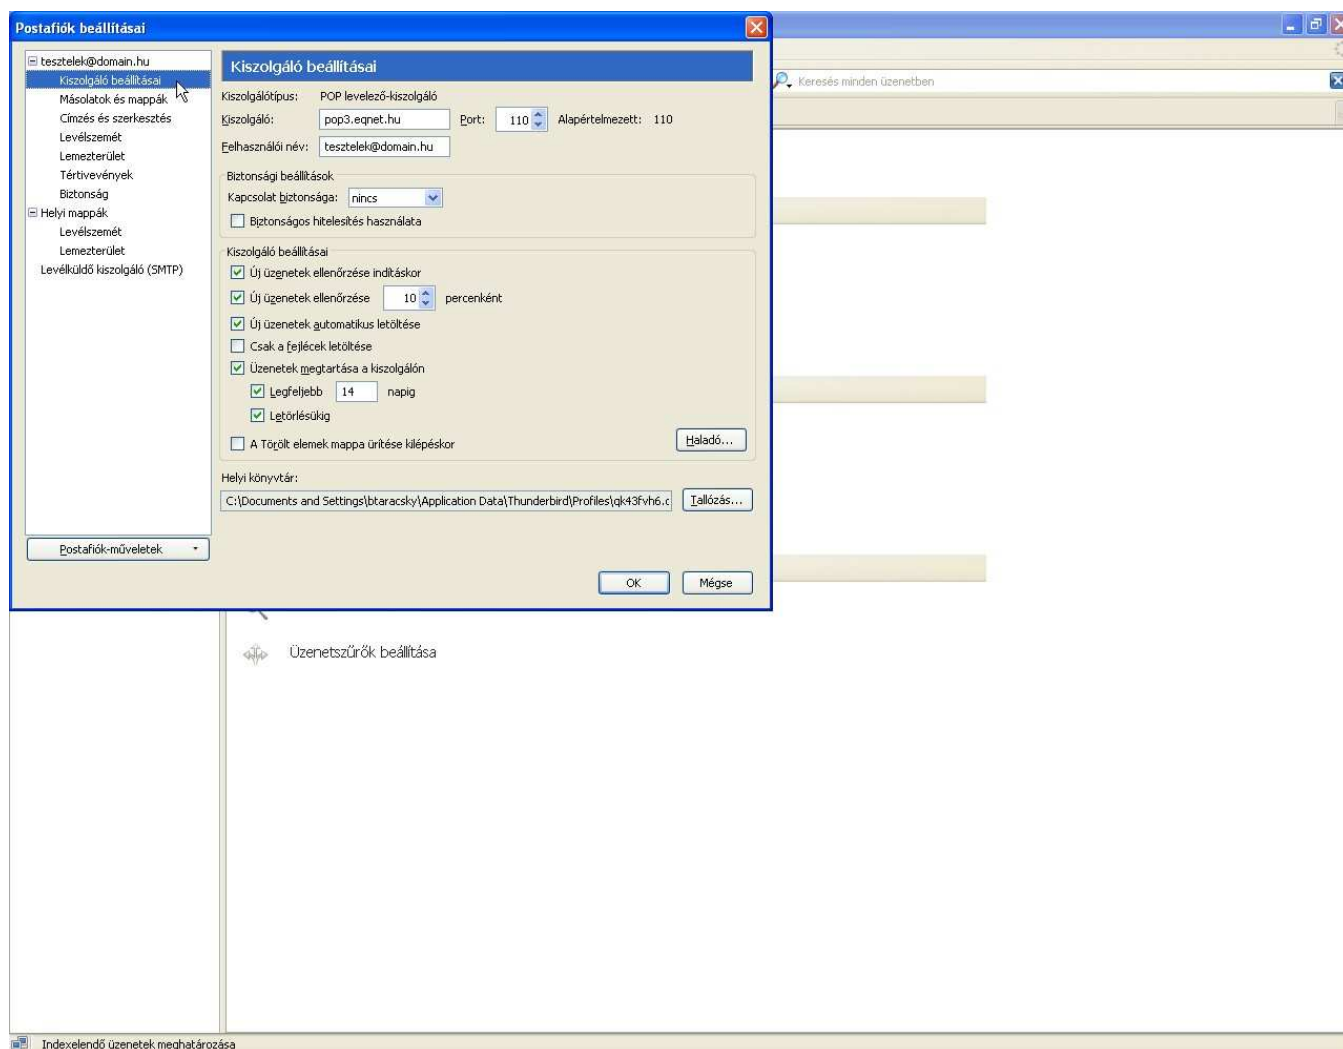 Postafiók beállításai
tesztelek@domain.hu
Kiszolgáló beállításai
Másolatok és mappák
Címzés és szerkesztés
Levélszemét
Lemezterület
Tértivevények
Biztonság
Helyi mappák
Levélszemét
Lemezterület
Levélküldő kiszolgáló (SMTP)
Postafiók-műveletek
Kiszolgáló beállításai
Kiszolgálótípus: POP levelező-kiszolgáló
Kiszolgáló: pop3.eqnet.hu Port: 110 Alapértelmezett: 110
Felhasználói név: tesztelek@domain.hu
Biztonsági beállítások
Kapcsolat biztonsága: nincs
Biztonságos hitelesítés használata
Kiszolgáló beállításai
Új üzenetek ellenőrzése indításkor
Új üzenetek ellenőrzése 10 percenként
Új üzenetek automatikus letöltése
Csak a fejlécek letöltése
Üzenetek megtartása a kiszolgálón
Legfeljebb 14 napig
Letörlésükig
A Törölt elemek mappa ürítése kilépéskor
Haladó...
Helyi könyvtár:
C:\Documents and Settings\btaracsky\Application Data\Thunderbird\Profiles\qk43fvh6.c Tallózás...
OK Mégse
Keresés minden üzenetben
Üzenetszűrők beállítása
Indexelendő üzenetek meghatározása